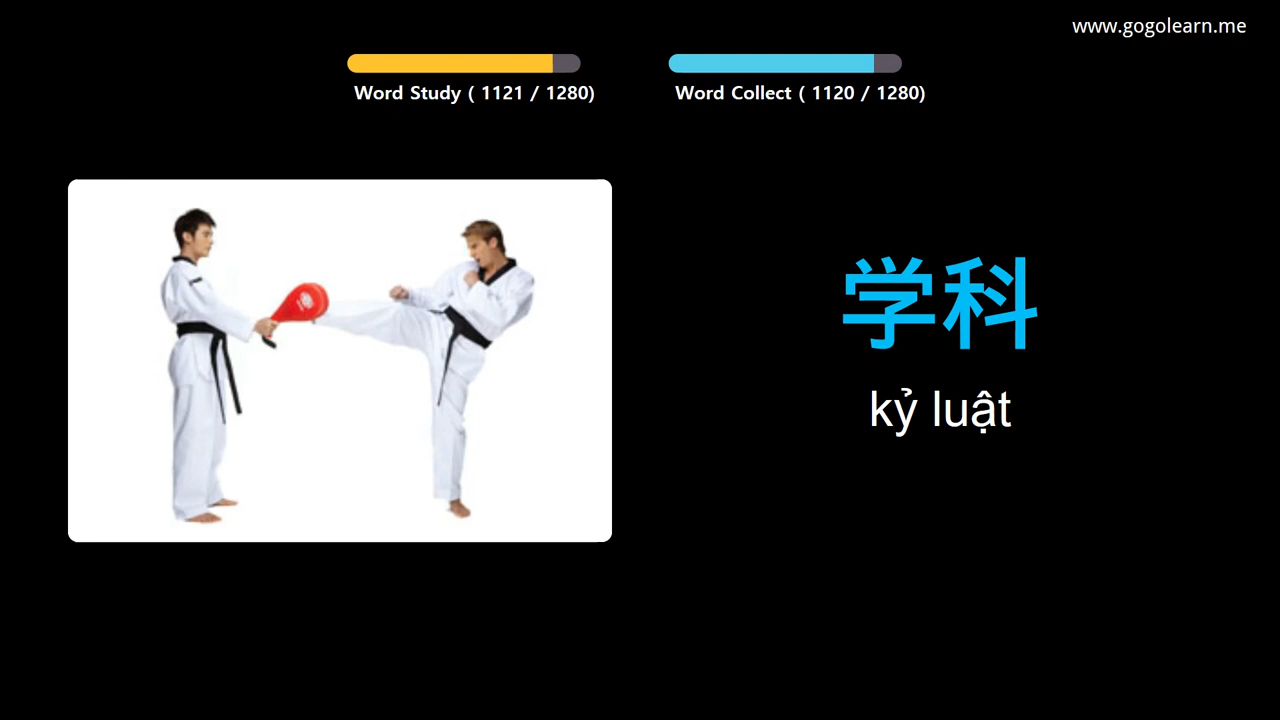 www.gogolearn.me
Word Study ( 1121 / 1280)
Word Collect ( 1120 / 1280)
学科
kỷ luật